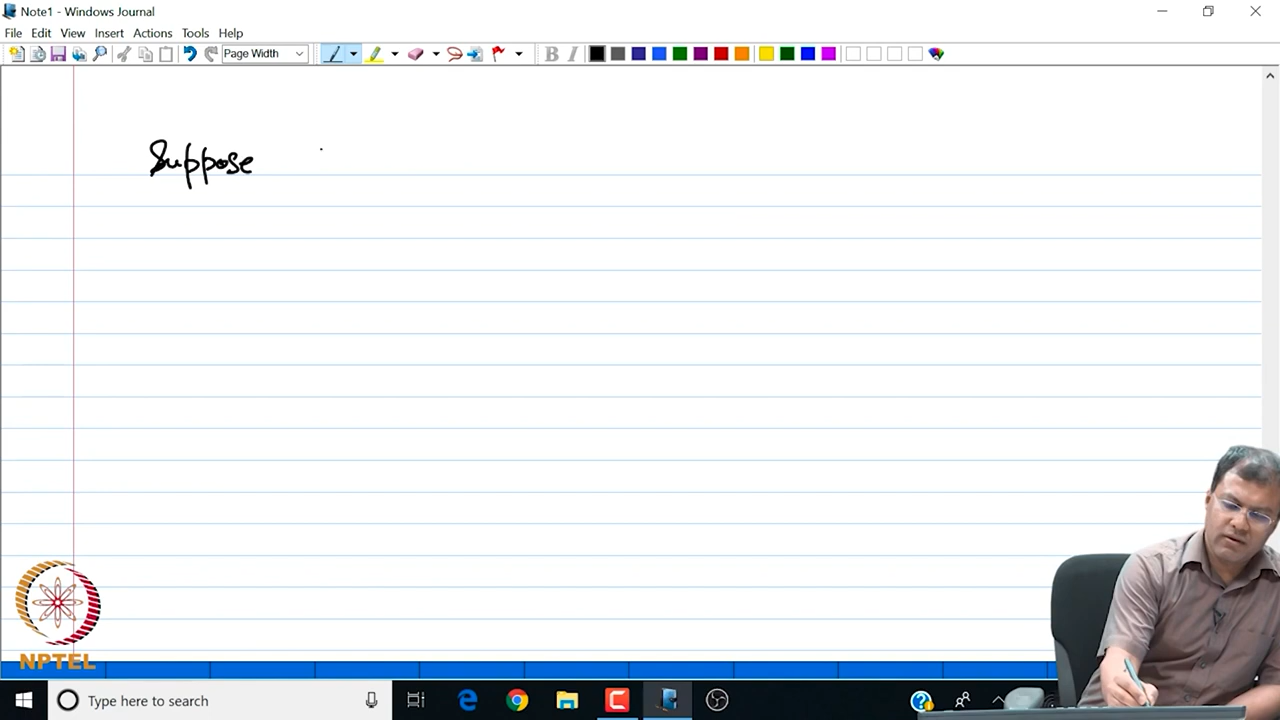 Note1 - Windows Journal
File Edit View Insert Actions Tools Help
Page Width B I
Suppose
NPTEL
Type here to search